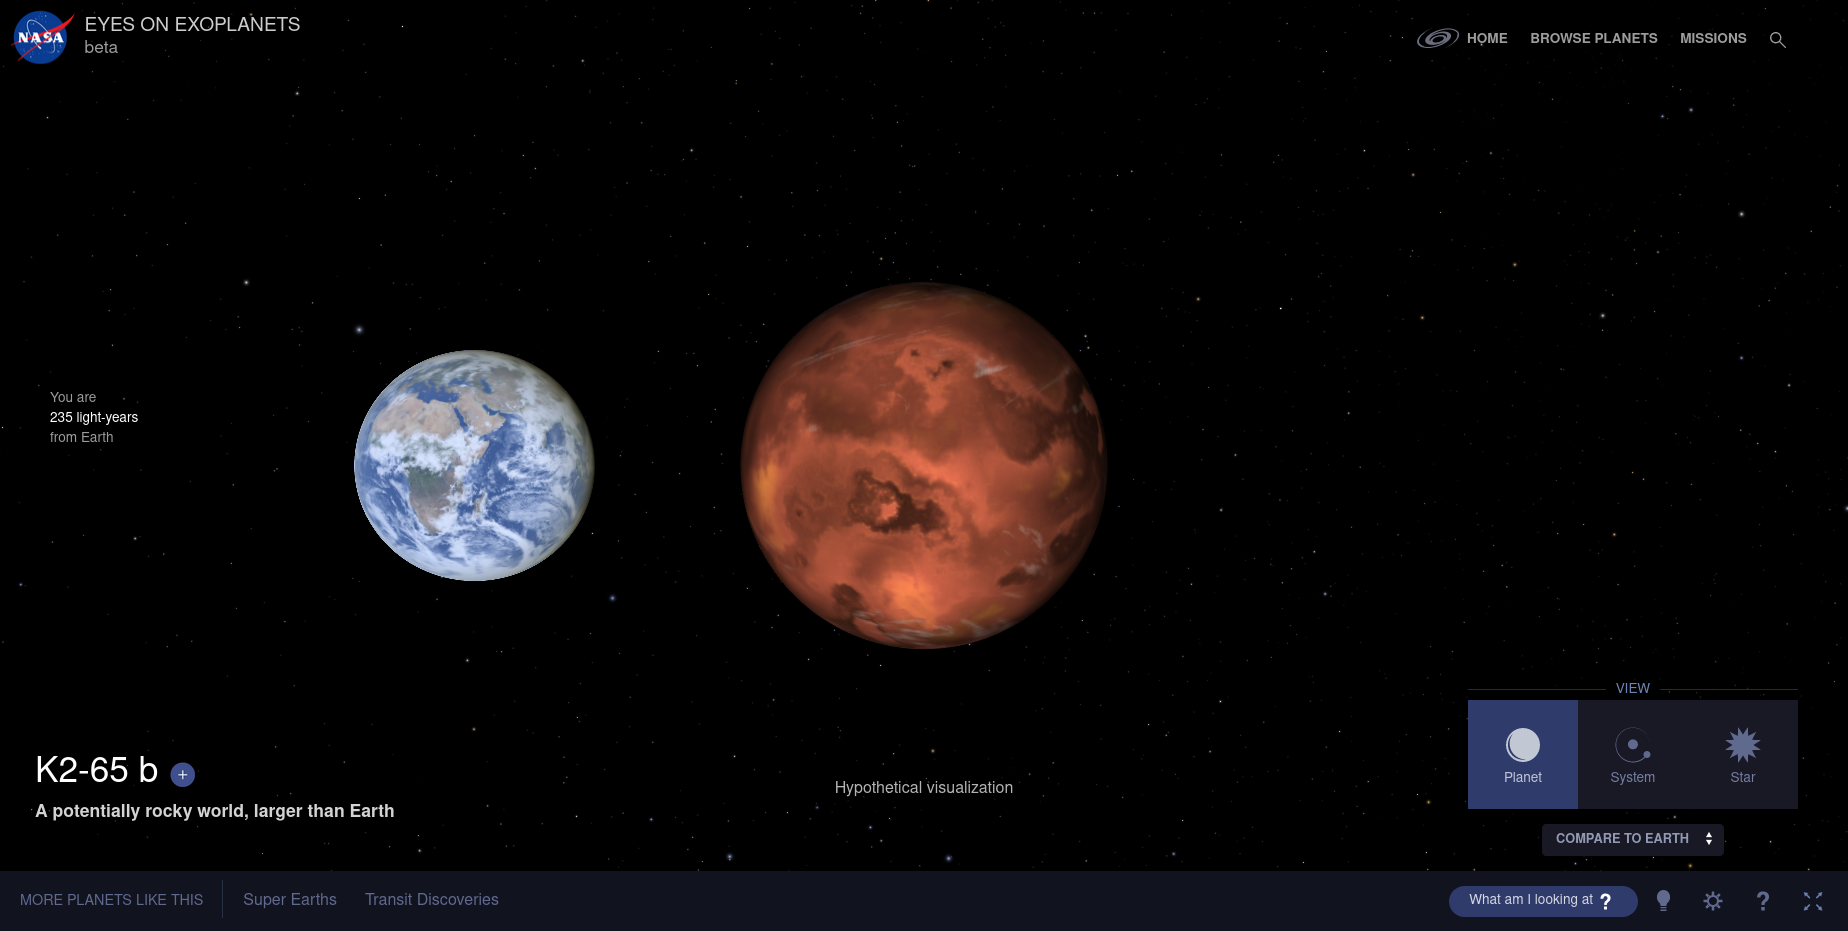 NASA
EYES ON EXOPLANETS
beta
HOME
BROWSE PLANETS
MISSIONS
You are
235 light-years
from Earth
VIEW
Planet
System
Star
K2-65 b +
A potentially rocky world, larger than Earth
Hypothetical visualization
COMPARE TO EARTH
MORE PLANETS LIKE THIS
Super Earths
Transit Discoveries
What am I looking at ?
?